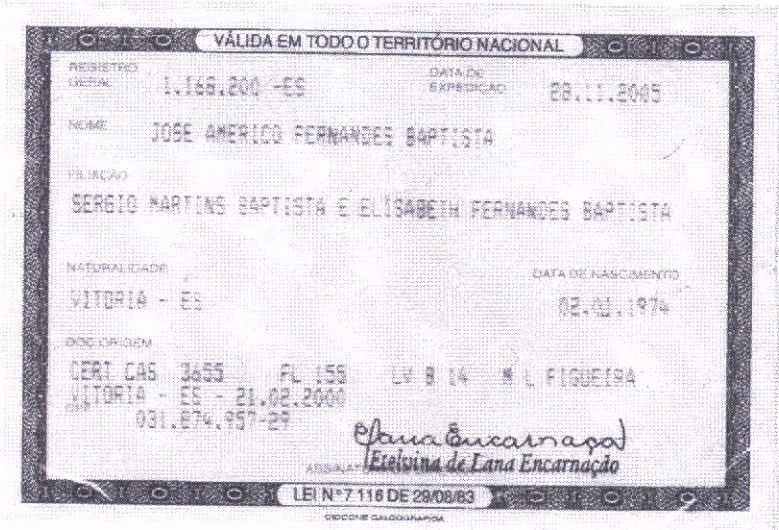 VÁLIDA EM TODO O TERRITÓRIO NACIONAL
REGISTRO GERAL 1.168.200 -ES DATA DE EXPEDIÇÃO 28.11.2005
NOME JOSE AMERICO FERNANDES BAPTISTA
FILIAÇÃO
SERGIO MARTINS BAPTISTA E ELISABETH FERNANDES BAPTISTA
NATURALIDADE DATA DE NASCIMENTO
VITORIA - ES 02.01.1974
DOC ORIGEM
CERT CAS 3655 FL 155 LV B 14 M L FIGUEIRA
VITORIA - ES - 21.02.2000
CPF 031.874.957-29
Etelvina de Lana Encarnação
LEI Nº 7 116 DE 29/08/83